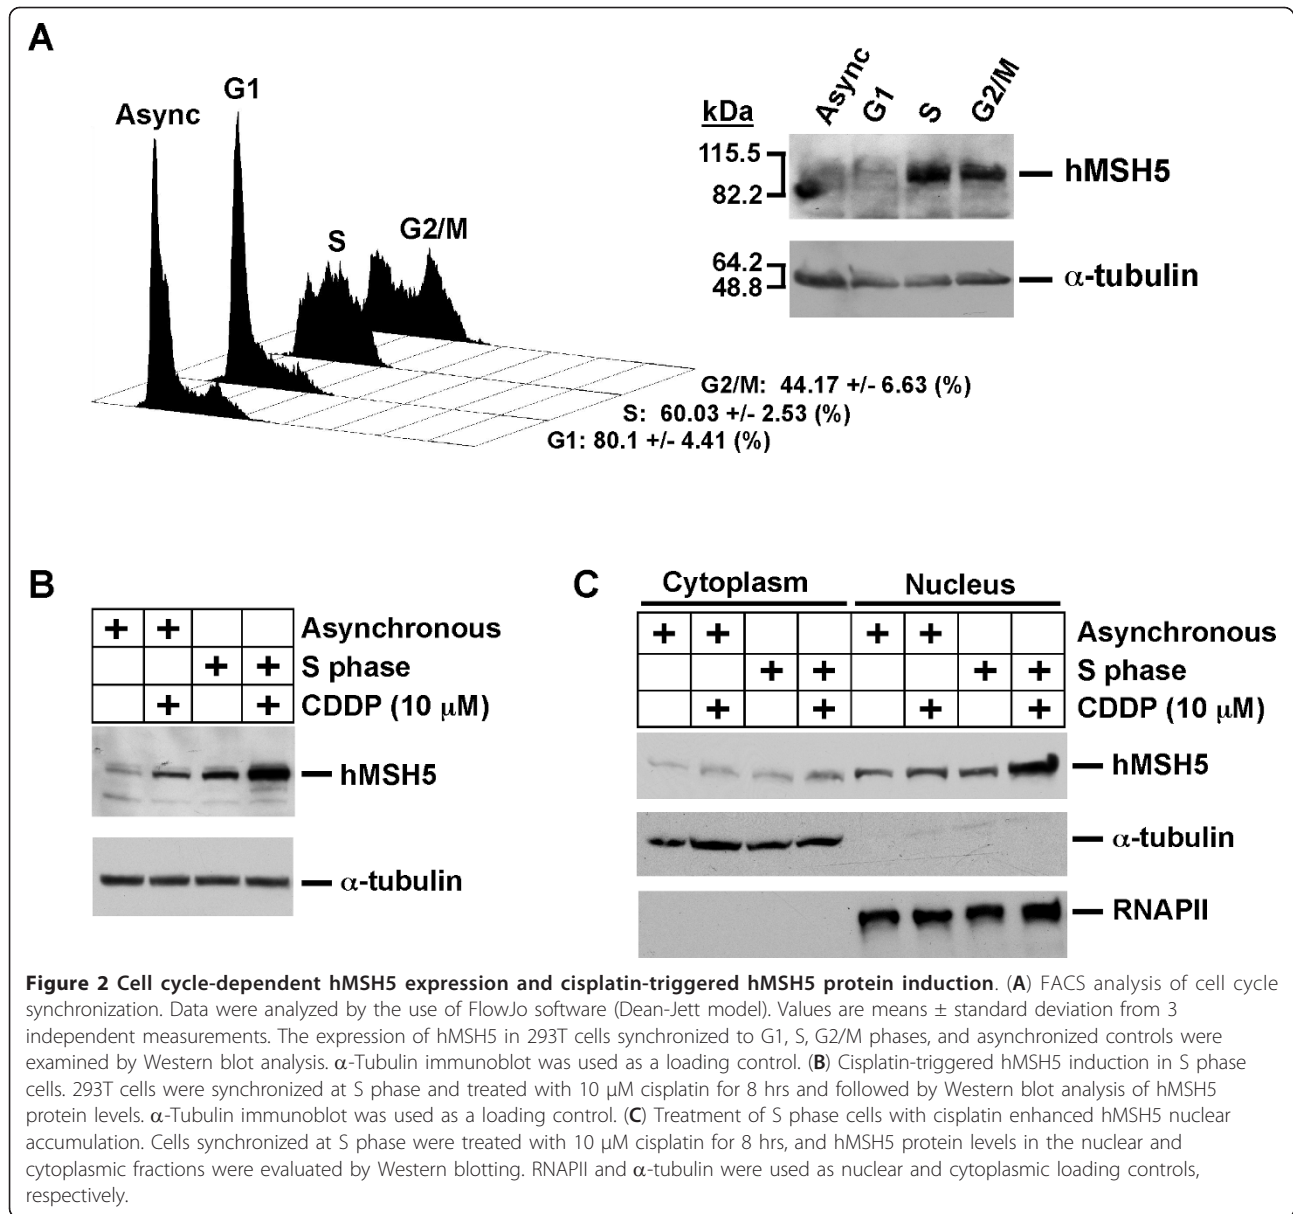 A
Async
G1
S
G2/M
G2/M: 44.17 +/- 6.63 (%)
S: 60.03 +/- 2.53 (%)
G1: 80.1 +/- 4.41 (%)
kDa
Async
G1
S
G2/M
115.5
82.2
hMSH5
64.2
48.8
α-tubulin
B
+ + Asynchronous
+ + S phase
+ + CDDP (10 µM)
hMSH5
α-tubulin
C
Cytoplasm Nucleus
+ + + + Asynchronous
+ + + + S phase
+ + + + CDDP (10 µM)
hMSH5
α-tubulin
RNAPII
Figure 2 Cell cycle-dependent hMSH5 expression and cisplatin-triggered hMSH5 protein induction. (A) FACS analysis of cell cycle
synchronization. Data were analyzed by the use of FlowJo software (Dean-Jett model). Values are means ± standard deviation from 3
independent measurements. The expression of hMSH5 in 293T cells synchronized to G1, S, G2/M phases, and asynchronized controls were
examined by Western blot analysis. α-Tubulin immunoblot was used as a loading control. (B) Cisplatin-triggered hMSH5 induction in S phase
cells. 293T cells were synchronized at S phase and treated with 10 µM cisplatin for 8 hrs and followed by Western blot analysis of hMSH5
protein levels. α-Tubulin immunoblot was used as a loading control. (C) Treatment of S phase cells with cisplatin enhanced hMSH5 nuclear
accumulation. Cells synchronized at S phase were treated with 10 µM cisplatin for 8 hrs, and hMSH5 protein levels in the nuclear and
cytoplasmic fractions were evaluated by Western blotting. RNAPII and α-tubulin were used as nuclear and cytoplasmic loading controls,
respectively.